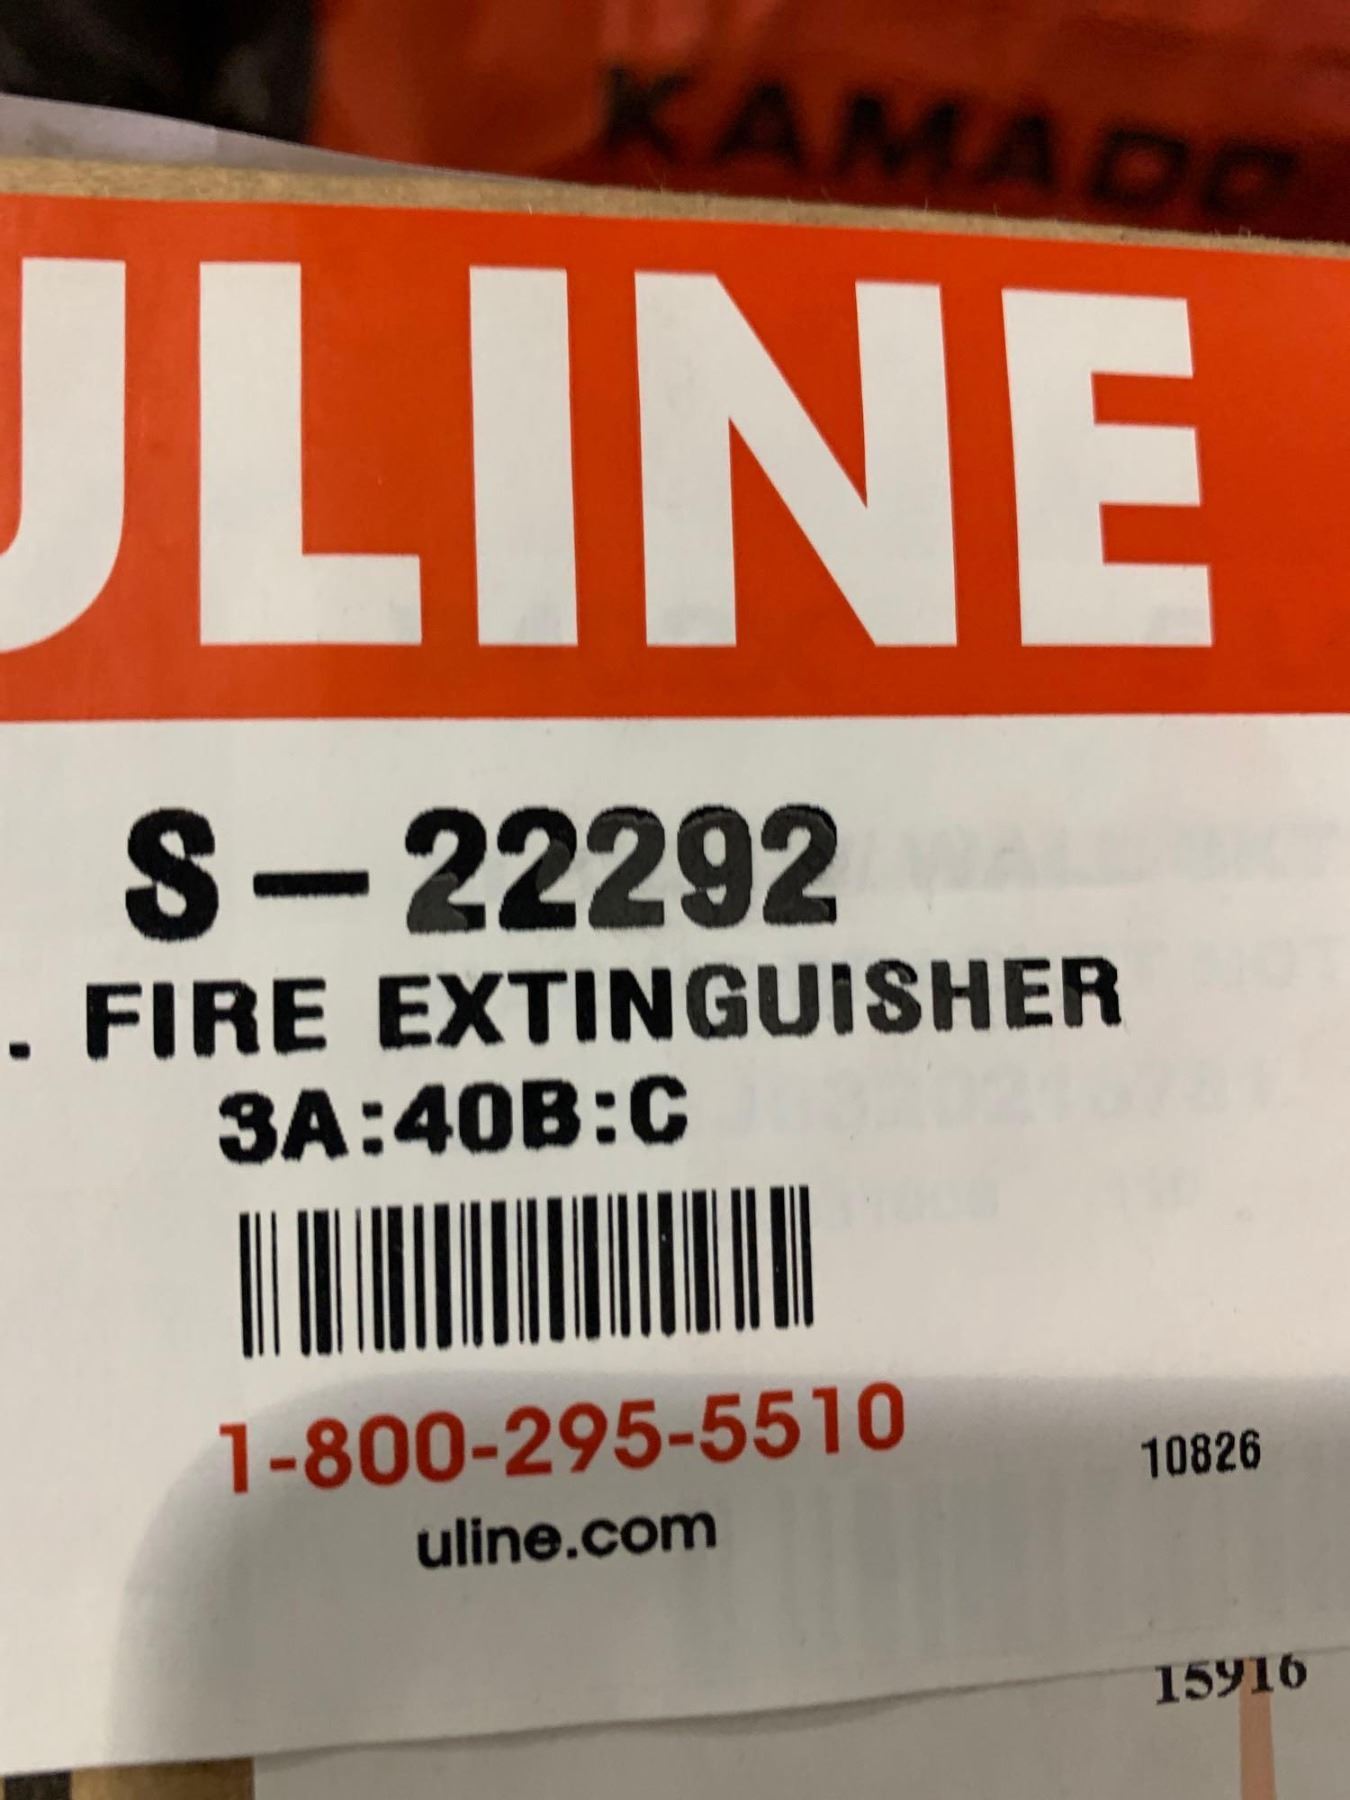 KAMADO
ULINE
S-22292
. FIRE EXTINGUISHER
3A:40B:C
1-800-295-5510
10826
uline.com
15916